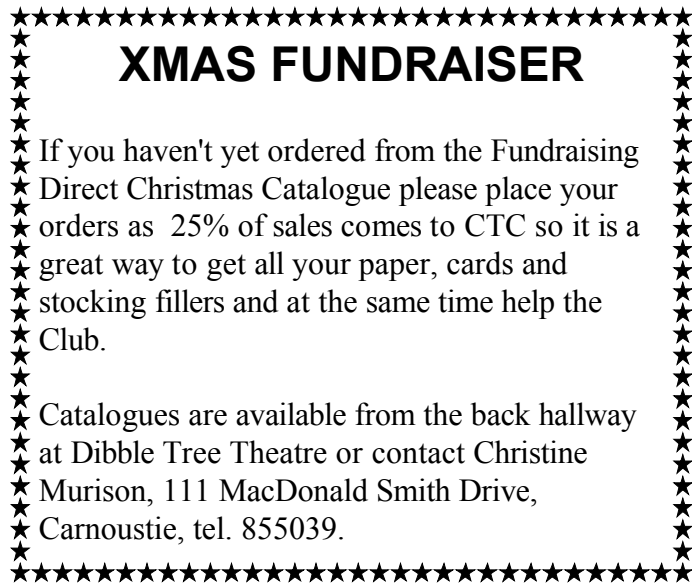 XMAS FUNDRAISER
If you haven't yet ordered from the Fundraising
Direct Christmas Catalogue please place your
orders as  25% of sales comes to CTC so it is a
great way to get all your paper, cards and
stocking fillers and at the same time help the
Club.
Catalogues are available from the back hallway
at Dibble Tree Theatre or contact Christine
Murison, 111 MacDonald Smith Drive,
Carnoustie, tel. 855039.